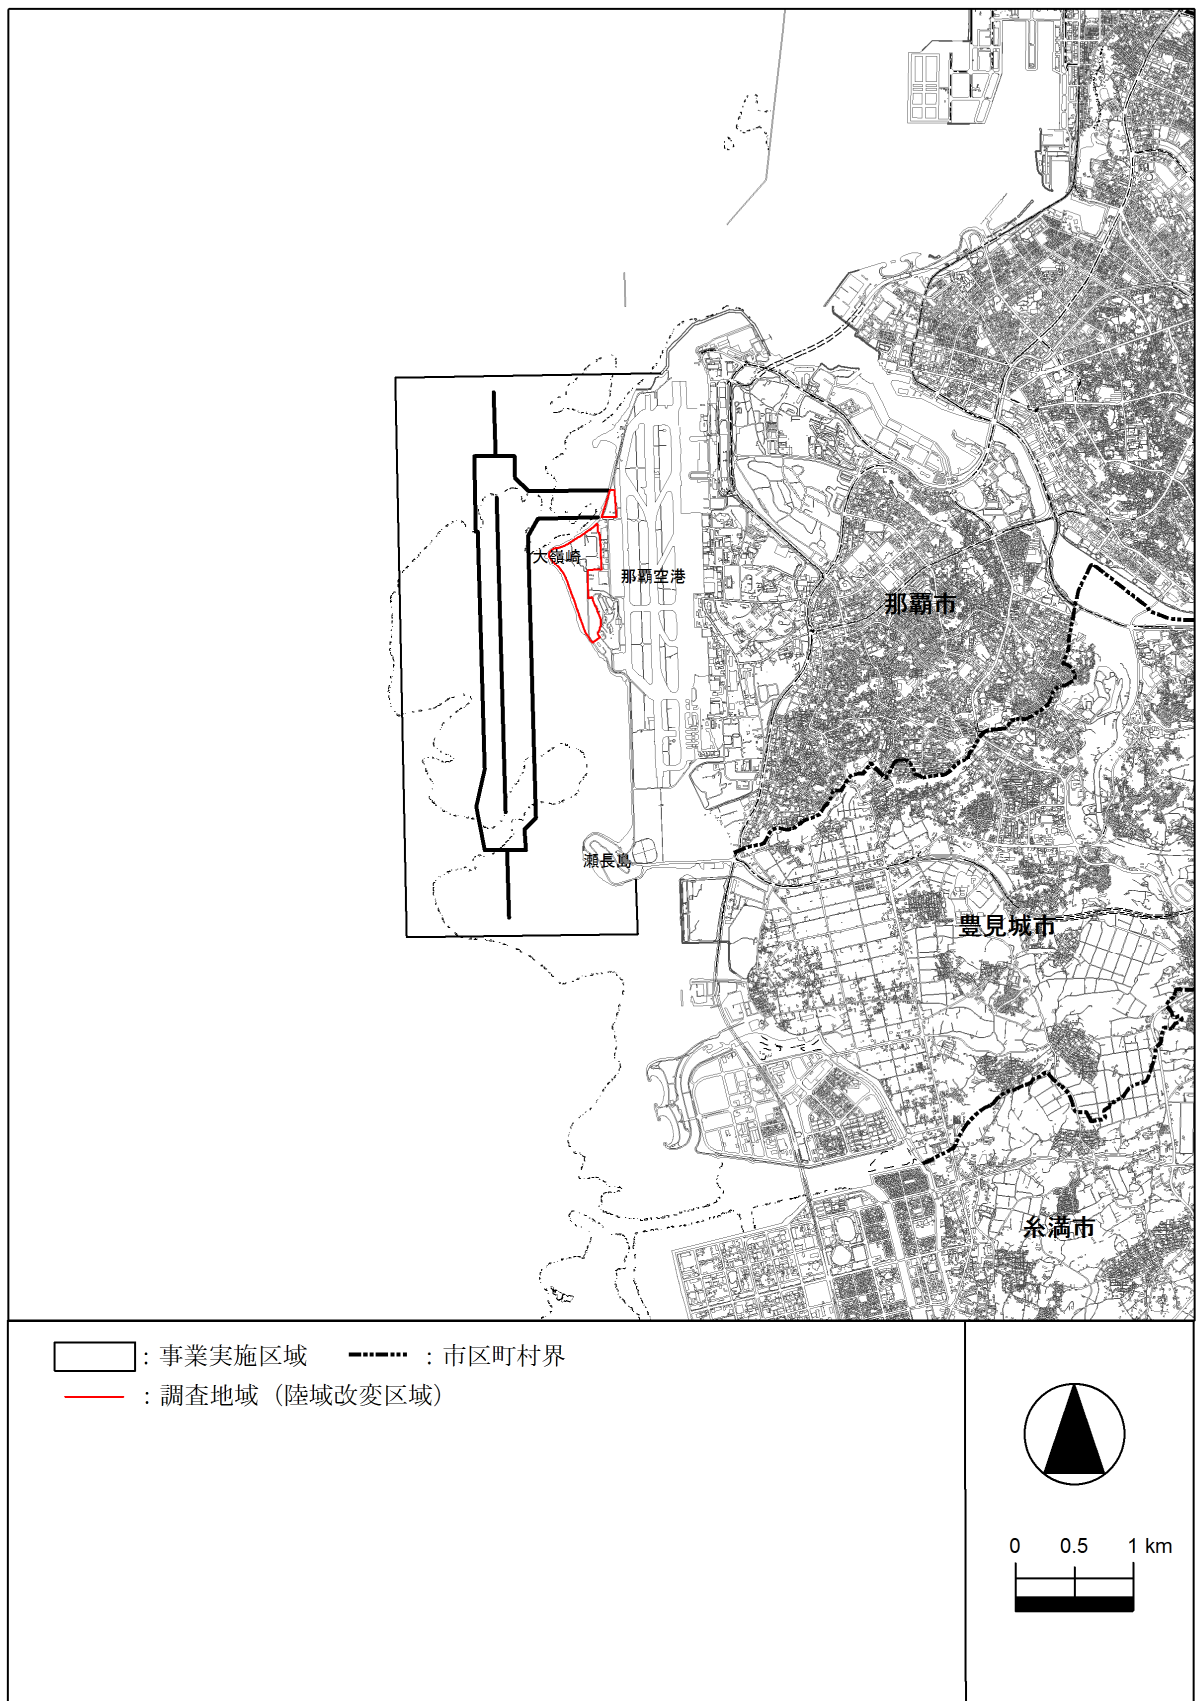 大嶺崎
那覇空港
那覇市
瀬長島
豊見城市
糸満市
：事業実施区域
：市区町村界
：調査地域（陸域改変区域）
0 0.5 1 km